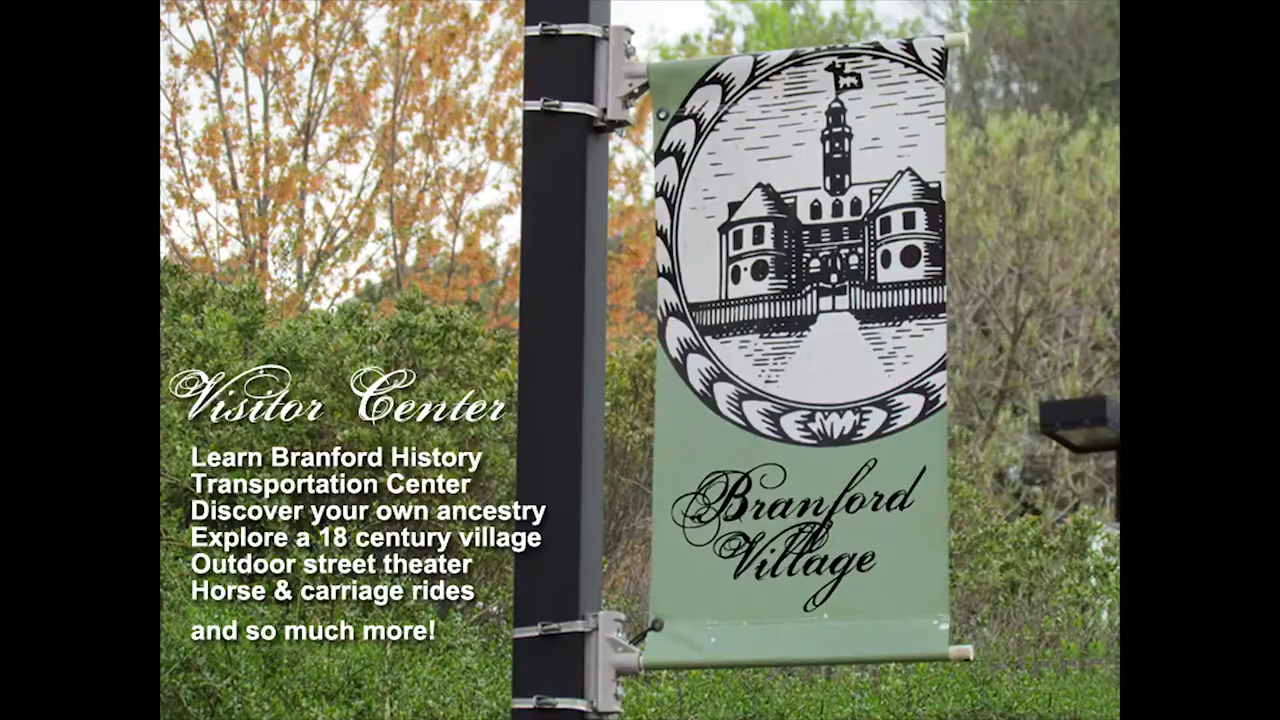 Visitor Center
Learn Branford History
Transportation Center
Discover your own ancestry
Explore a 18 century village
Outdoor street theater
Horse & carriage rides
and so much more!
Branford
Village